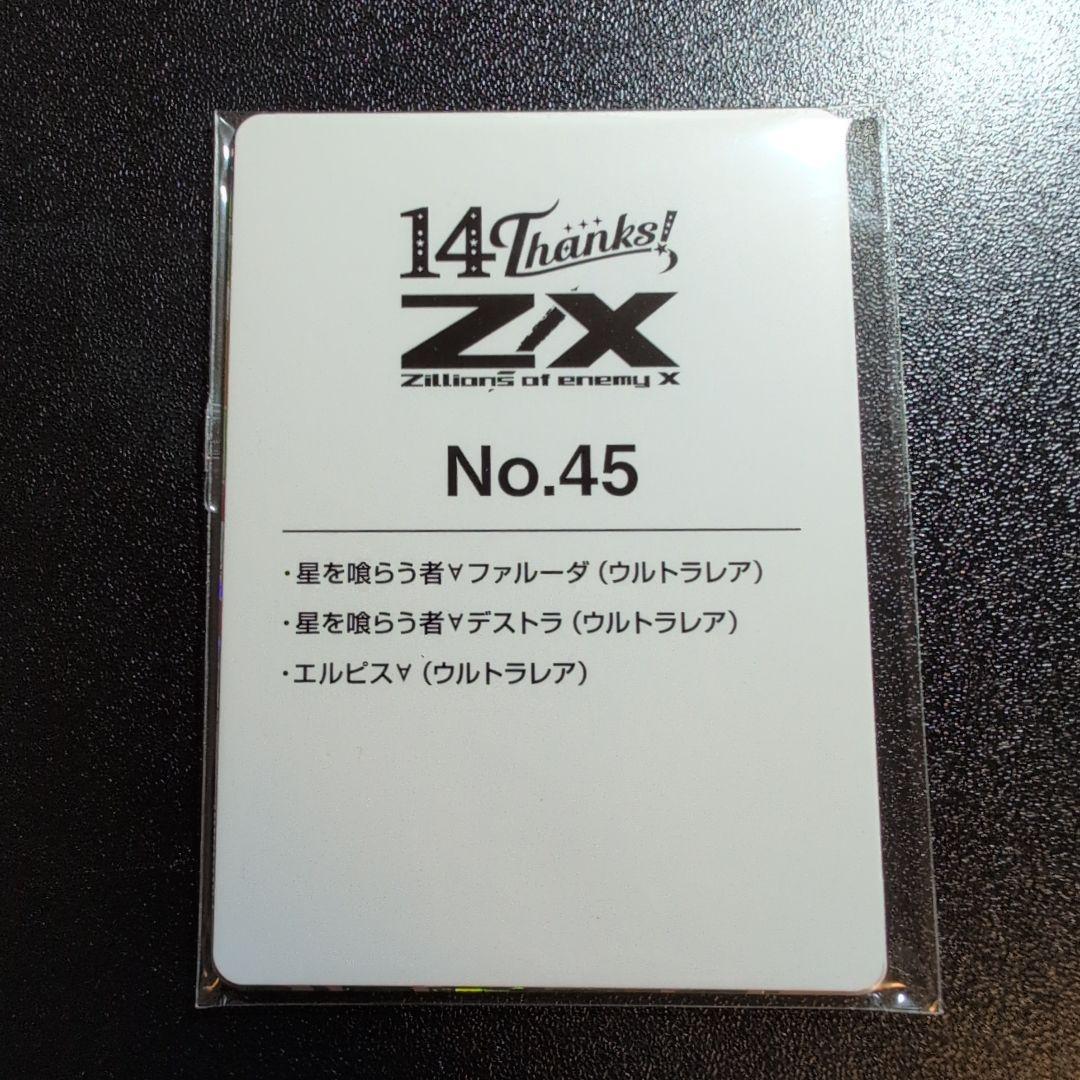 14 Thanks!
Z/X
Zillions of enemy X
No.45
・星を喰らう者∀ファルーダ（ウルトラレア）
・星を喰らう者∀デストラ（ウルトラレア）
・エルピス∀（ウルトラレア）